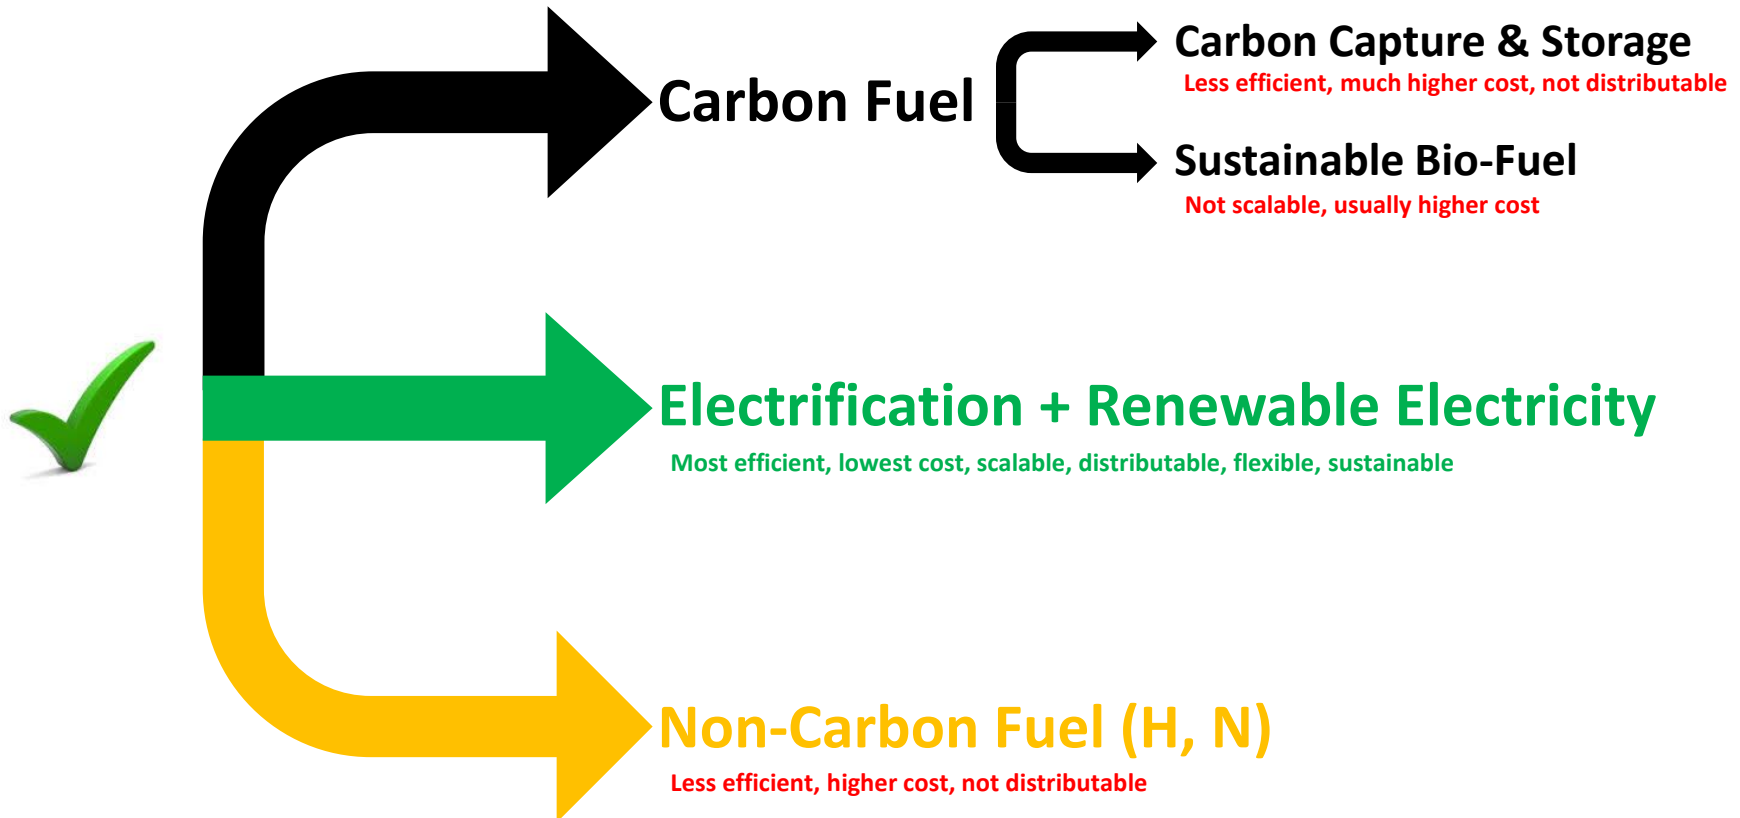 Carbon Fuel
Carbon Capture & Storage
Less efficient, much higher cost, not distributable
Sustainable Bio-Fuel
Not scalable, usually higher cost
Electrification + Renewable Electricity
Most efficient, lowest cost, scalable, distributable, flexible, sustainable
Non-Carbon Fuel (H, N)
Less efficient, higher cost, not distributable